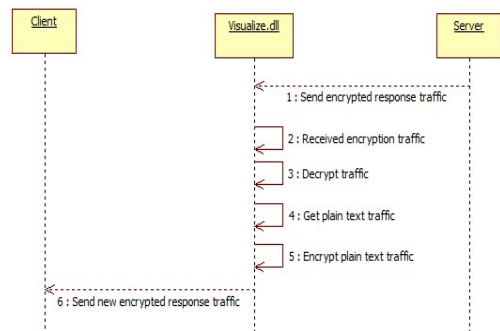 Client
Visualize.dll
Server
1 : Send encrypted response traffic
2 : Received encryption traffic
3 : Decrypt traffic
4 : Get plain text traffic
5 : Encrypt plain text traffic
6 : Send new encrypted response traffic